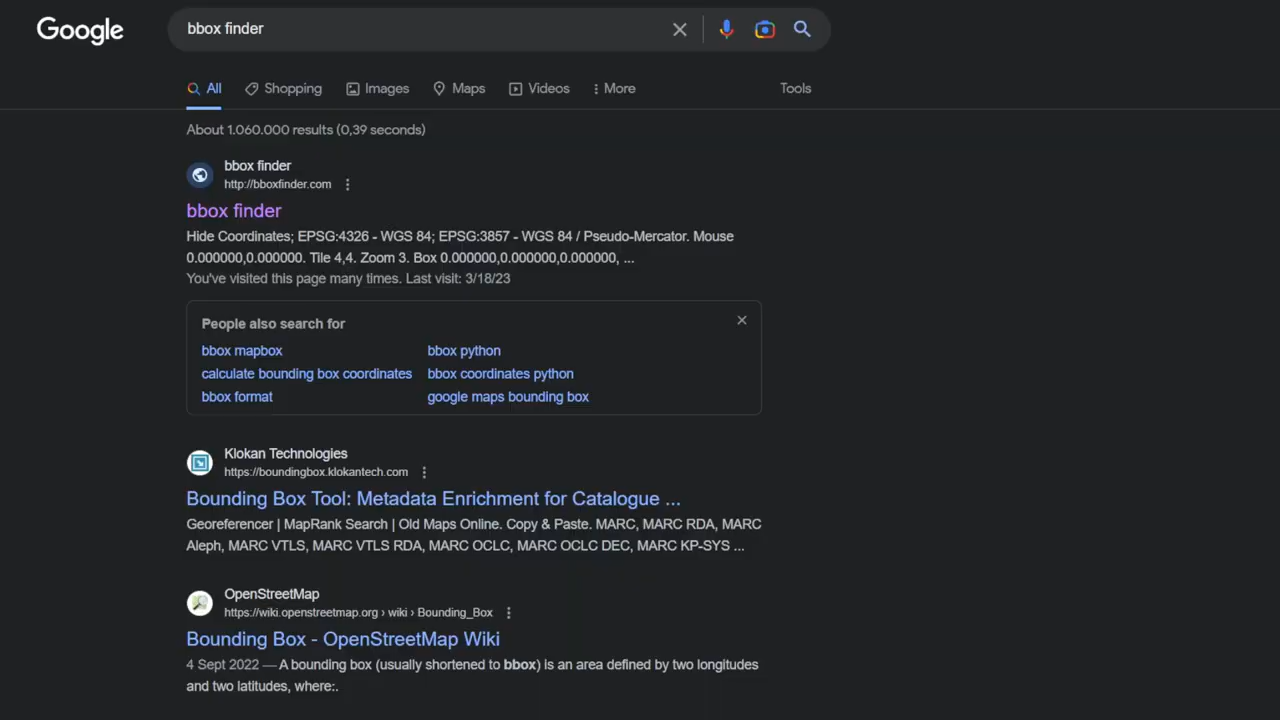 Google
bbox finder
All
Shopping
Images
Maps
Videos
More
Tools
About 1.060.000 results (0,39 seconds)
bbox finder
http://bboxfinder.com
bbox finder
Hide Coordinates; EPSG:4326 - WGS 84; EPSG:3857 - WGS 84 / Pseudo-Mercator. Mouse
0.000000,0.000000. Tile 4,4. Zoom 3. Box 0.000000,0.000000,0.000000, ...
You've visited this page many times. Last visit: 3/18/23
People also search for
bbox mapbox
bbox python
calculate bounding box coordinates
bbox coordinates python
bbox format
google maps bounding box
Klokan Technologies
https://boundingbox.klokantech.com
Bounding Box Tool: Metadata Enrichment for Catalogue ...
Georeferencer | MapRank Search | Old Maps Online. Copy & Paste. MARC, MARC RDA, MARC
Aleph, MARC VTLS, MARC VTLS RDA, MARC OCLC, MARC OCLC DEC, MARC KP-SYS ...
OpenStreetMap
https://wiki.openstreetmap.org › wiki › Bounding_Box
Bounding Box - OpenStreetMap Wiki
4 Sept 2022 — A bounding box (usually shortened to bbox) is an area defined by two longitudes
and two latitudes, where:.